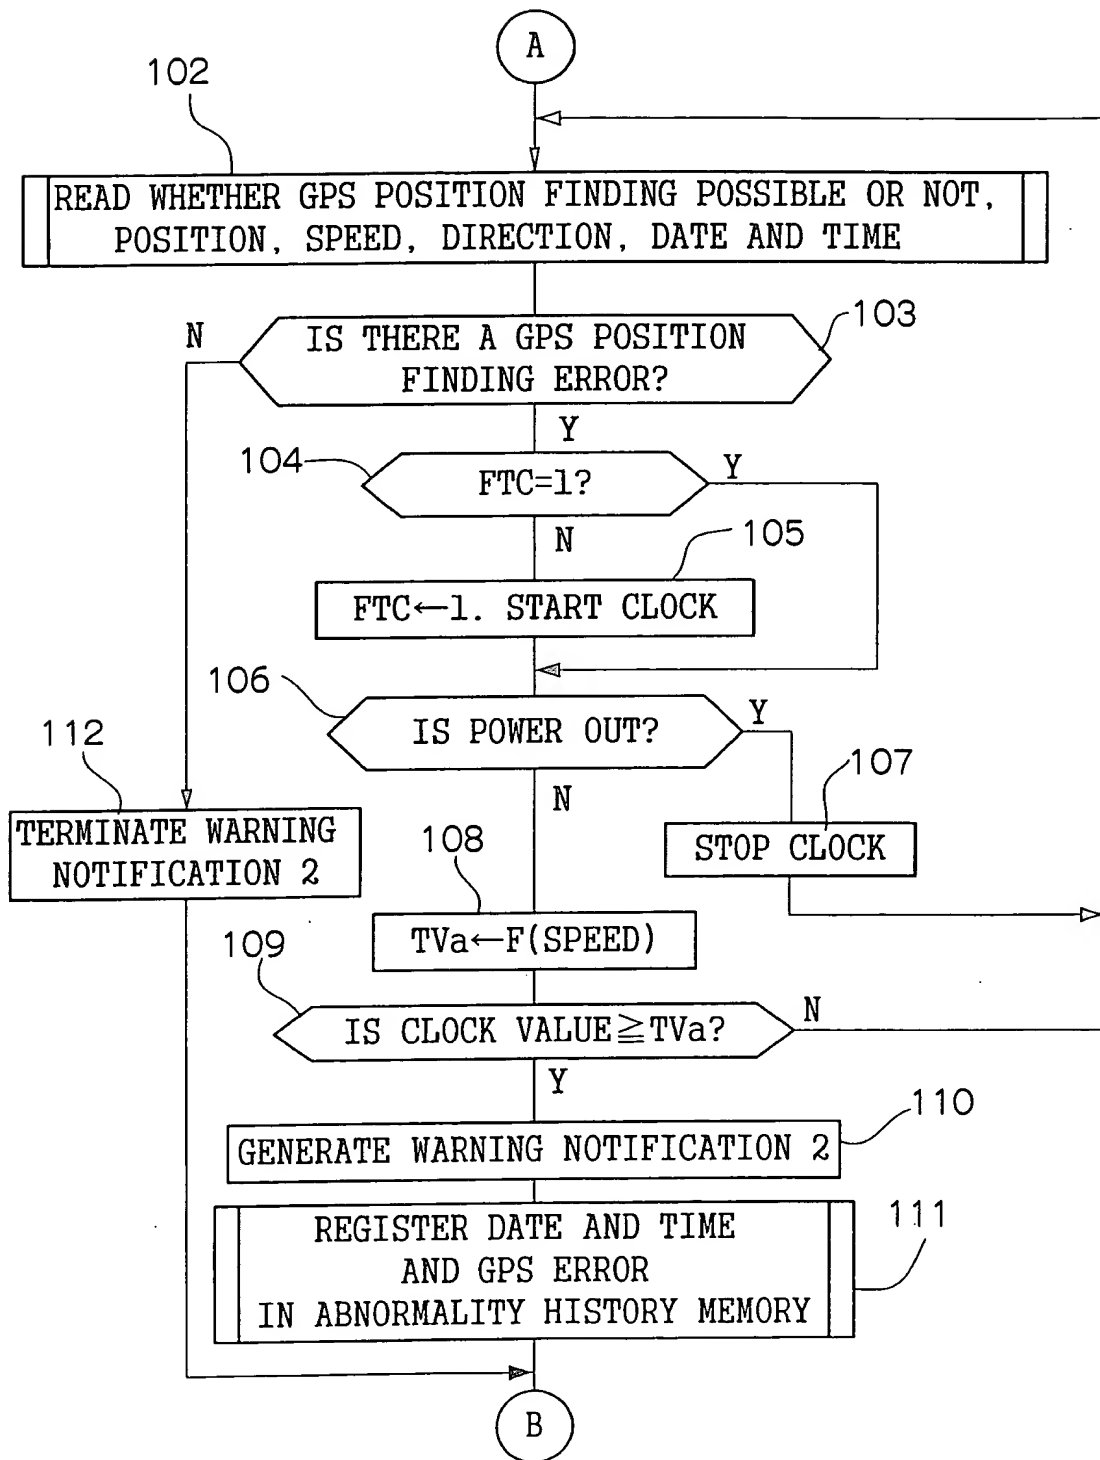 A
102
READ WHETHER GPS POSITION FINDING POSSIBLE OR NOT,
POSITION, SPEED, DIRECTION, DATE AND TIME
103
N
IS THERE A GPS POSITION
FINDING ERROR?
Y
104
FTC=1?
Y
N
105
FTC←1. START CLOCK
106
IS POWER OUT?
Y
112
107
N
TERMINATE WARNING
NOTIFICATION 2
STOP CLOCK
108
TVa←F(SPEED)
109
IS CLOCK VALUE≧TVa?
N
Y
110
GENERATE WARNING NOTIFICATION 2
111
REGISTER DATE AND TIME
AND GPS ERROR
IN ABNORMALITY HISTORY MEMORY
B